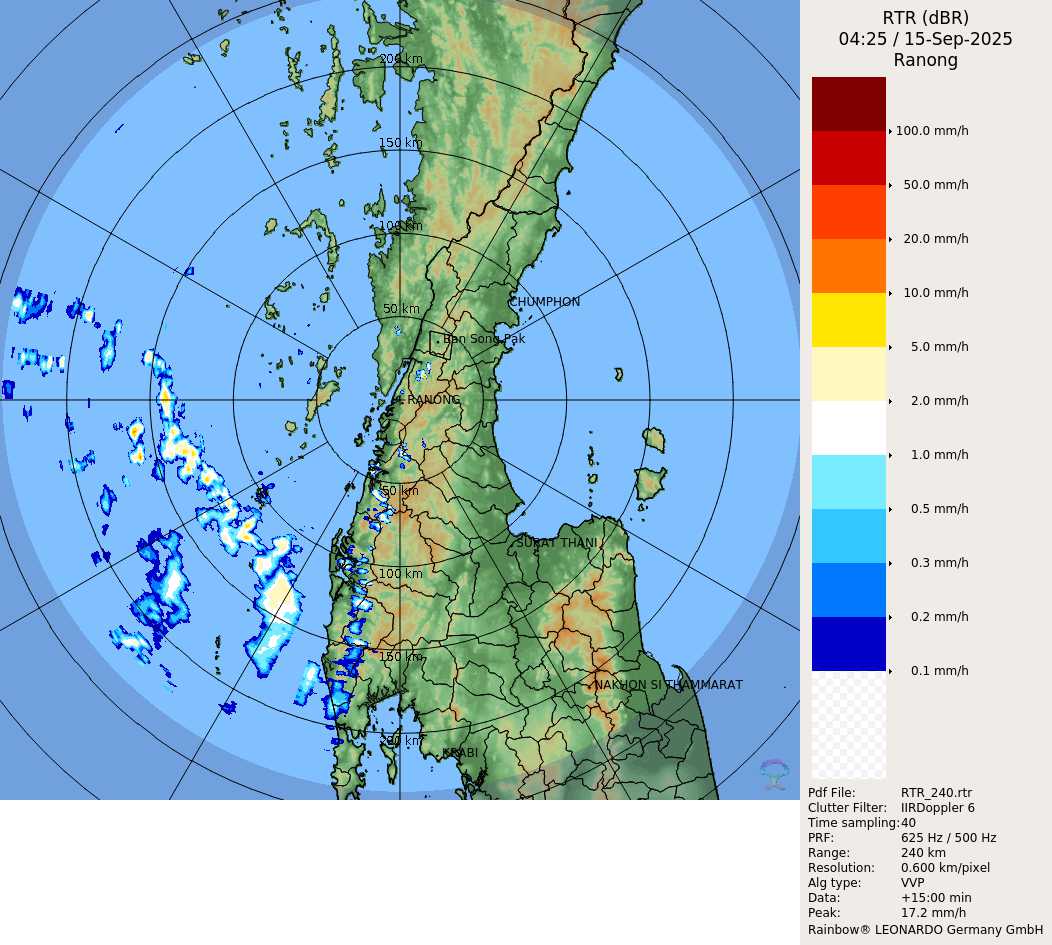 RTR (dBR)
04:25 / 15-Sep-2025
Ranong
200 km
150 km
100 km
50 km
CHUMPHON
Ban Song Pak
RANONG
50 km
SURAT THANI
100 km
150 km
NAKHON SI THAMMARAT
200 km
KRABI
100.0 mm/h
50.0 mm/h
20.0 mm/h
10.0 mm/h
5.0 mm/h
2.0 mm/h
1.0 mm/h
0.5 mm/h
0.3 mm/h
0.2 mm/h
0.1 mm/h
Pdf File: RTR_240.rtr
Clutter Filter: IIRDoppler 6
Time sampling: 40
PRF: 625 Hz / 500 Hz
Range: 240 km
Resolution: 0.600 km/pixel
Alg type: VVP
Data: +15:00 min
Peak: 17.2 mm/h
Rainbow® LEONARDO Germany GmbH